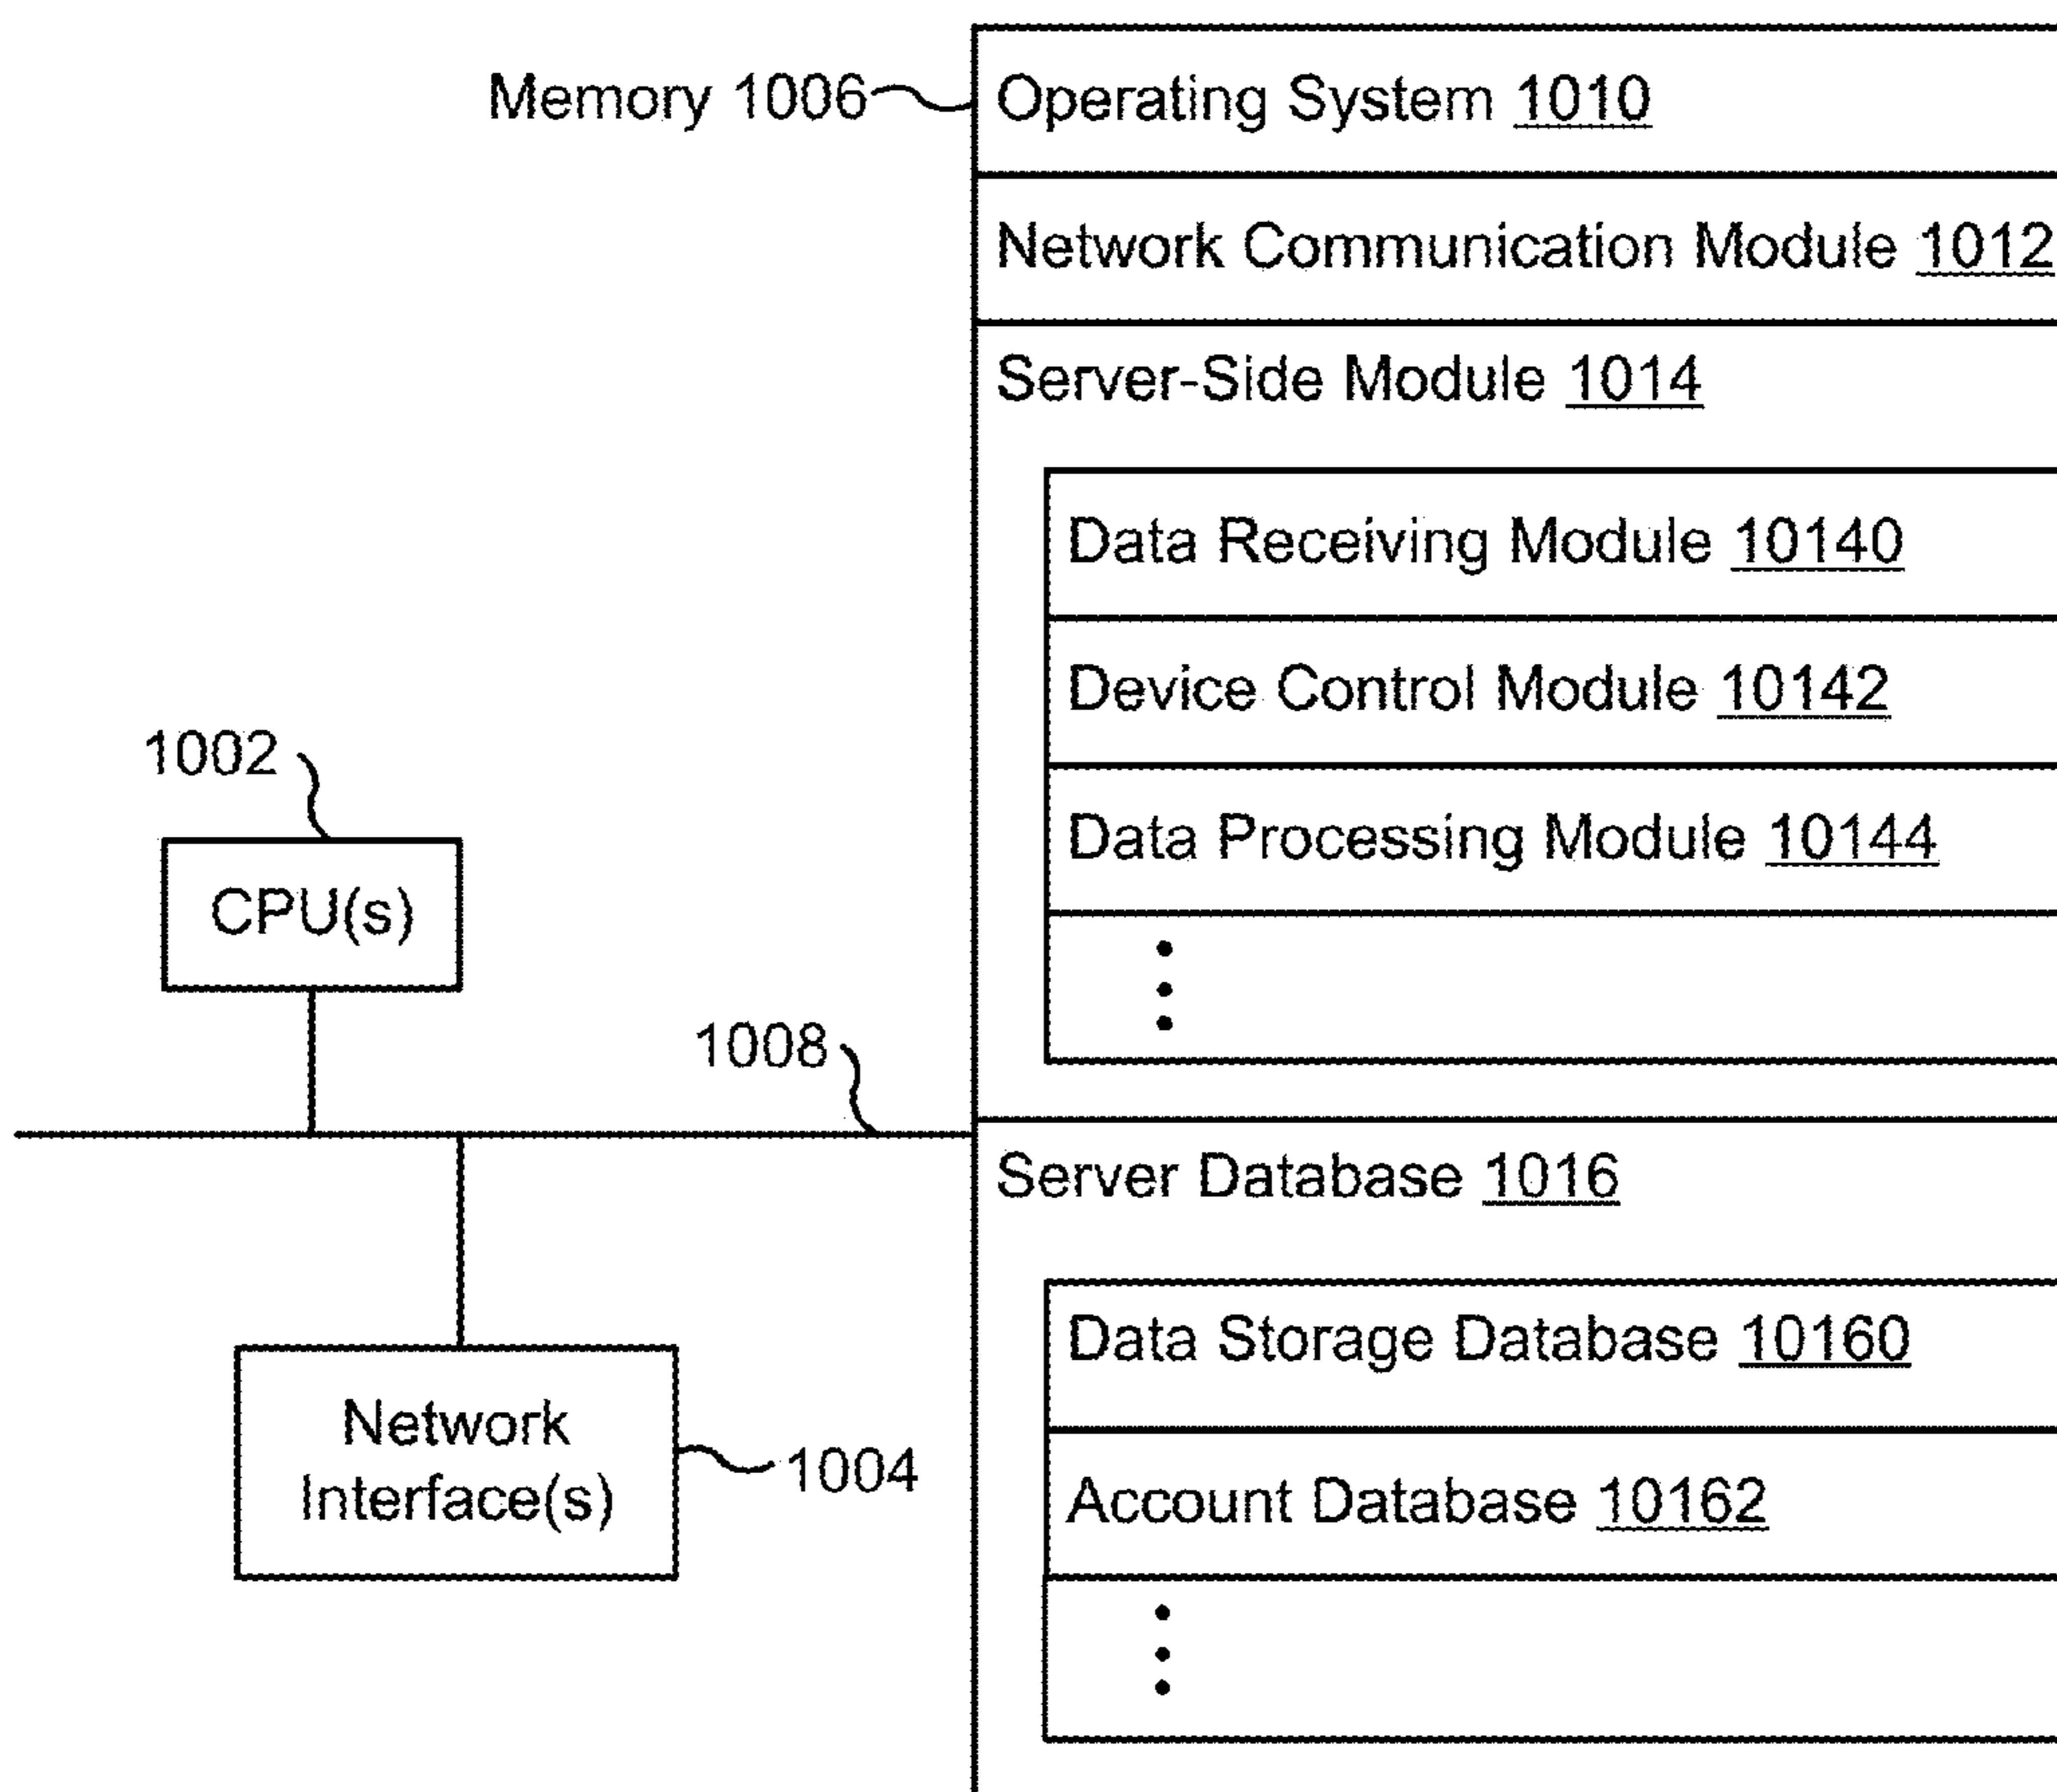 Memory 1006
Operating System 1010
Network Communication Module 1012
Server-Side Module 1014
Data Receiving Module 10140
Device Control Module 10142
Data Processing Module 10144
1002
CPU(s)
1008
Server Database 1016
Data Storage Database 10160
Account Database 10162
Network
Interface(s)
1004